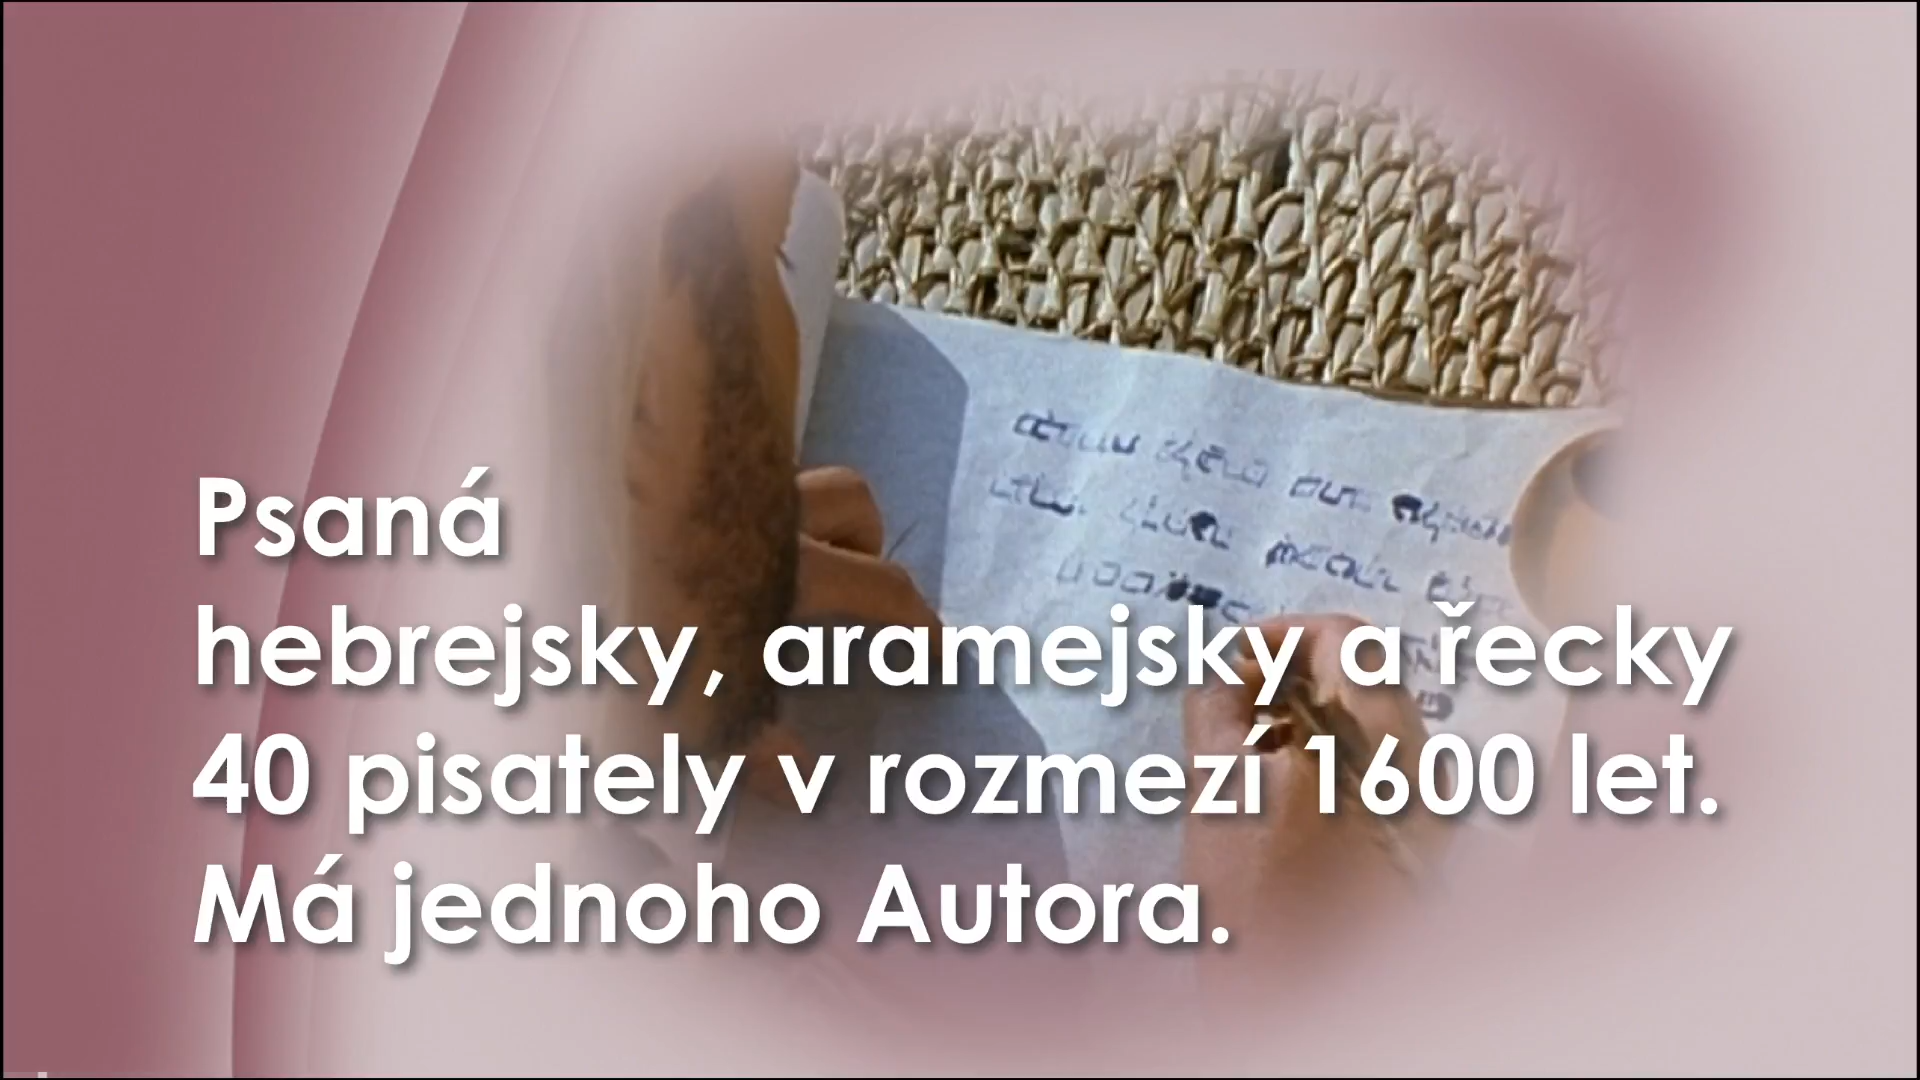 Psaná
hebrejsky, aramejsky a řecky
40 pisately v rozmezí 1600 let.
Má jednoho Autora.